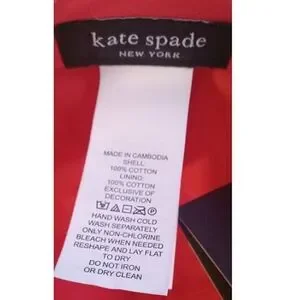 kate spade
NEW YORK
MADE IN CAMBODIA
SHELL:
100% COTTON
LINING:
100% COTTON
EXCLUSIVE OF
DECORATION
HAND WASH COLD
WASH SEPARATELY
ONLY NON-CHLORINE
BLEACH WHEN NEEDED
RESHAPE AND LAY FLAT
TO DRY
DO NOT IRON
OR DRY CLEAN